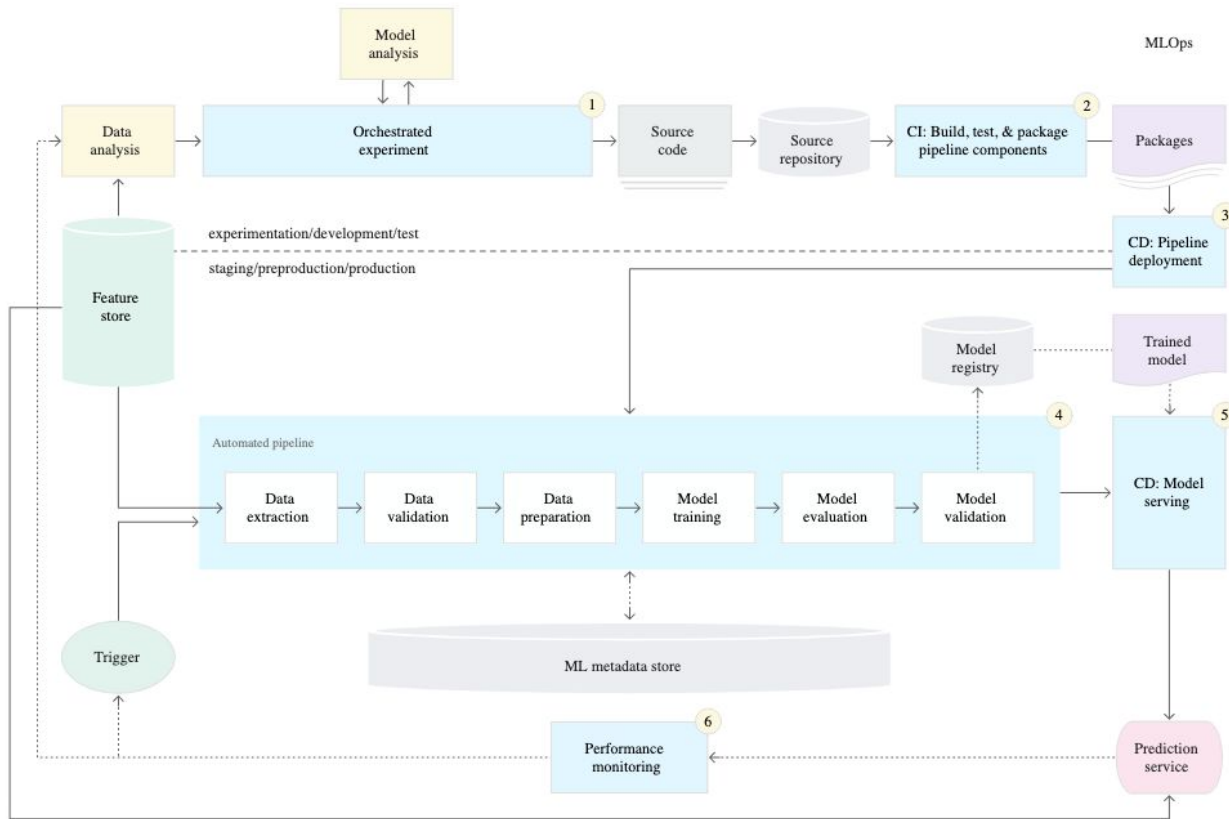 Model
analysis
MLOps
1
2
Data
analysis
Orchestrated
experiment
Source
code
Source
repository
CI: Build, test, & package
pipeline components
Packages
3
experimentation/development/test
staging/preproduction/production
CD: Pipeline
deployment
Feature
store
Model
registry
Trained
model
4
5
Automated pipeline
Data
extraction
Data
validation
Data
preparation
Model
training
Model
evaluation
Model
validation
CD: Model
serving
Trigger
ML metadata store
6
Performance
monitoring
Prediction
service